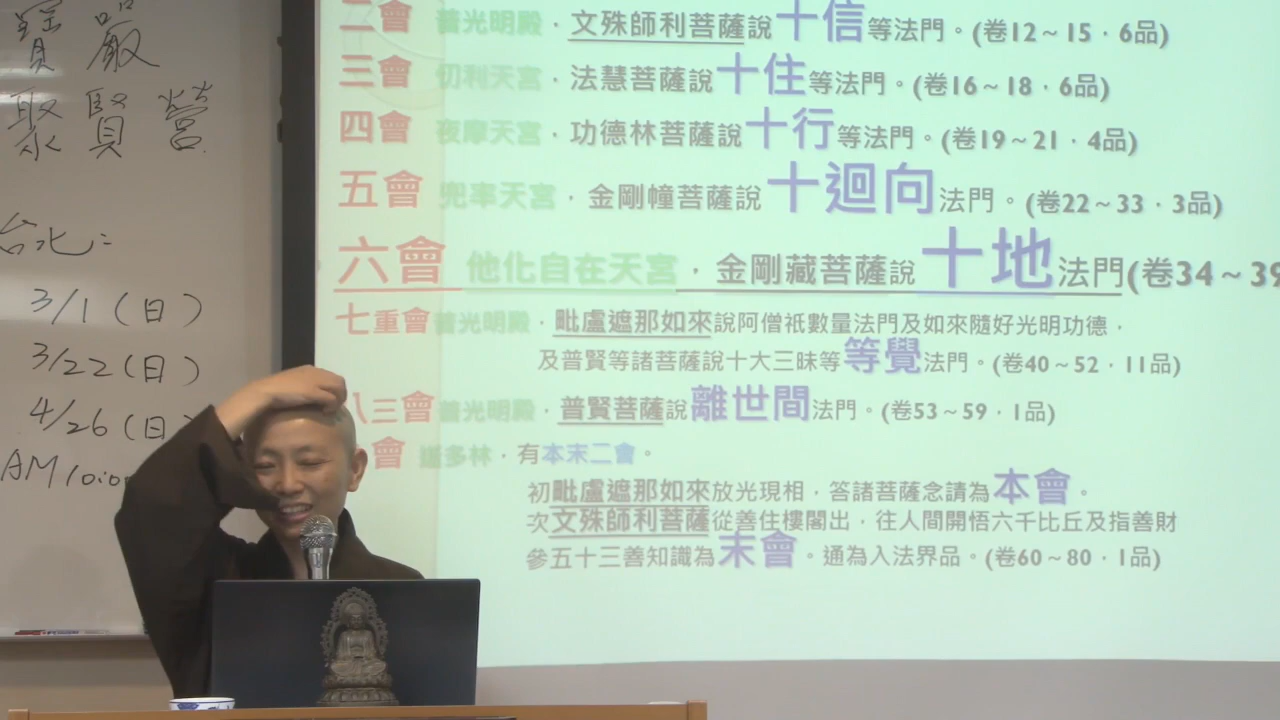 寶嚴
聚賢營
台北:
3/1(日)
3/22(日)
4/26(日
AM 10:00
二會 普光明殿,文殊師利菩薩說十信等法門。(卷12~15,6品)
三會 忉利天宮,法慧菩薩說十住等法門。(卷16~18,6品)
四會 夜摩天宮,功德林菩薩說十行等法門。(卷19~21,4品)
五會 兜率天宮,金剛幢菩薩說十迴向法門。(卷22~33,3品)
六會 他化自在天宮,金剛藏菩薩說十地法門(卷34~39
七重會普光明殿,毗盧遮那如來說阿僧祇數量法門及如來隨好光明功德,
及普賢等諸菩薩說十大三昧等等覺法門。(卷40~52,11品)
八三會普光明殿,普賢菩薩說離世間法門。(卷53~59,1品)
會 逝多林,有本末二會。
初毗盧遮那如來放光現相,答諸菩薩念請為本會。
次文殊師利菩薩從善住樓閣出,往人間開悟六千比丘及指善財
參五十三善知識為末會。通為入法界品。(卷60~80,1品)